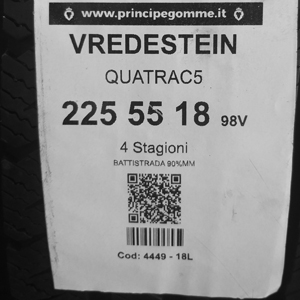 www.principegomme.it
VREDESTEIN
QUATRAC5
225 55 18 98V
4 Stagioni
BATTISTRADA 90%MM
Cod: 4449 - 18L